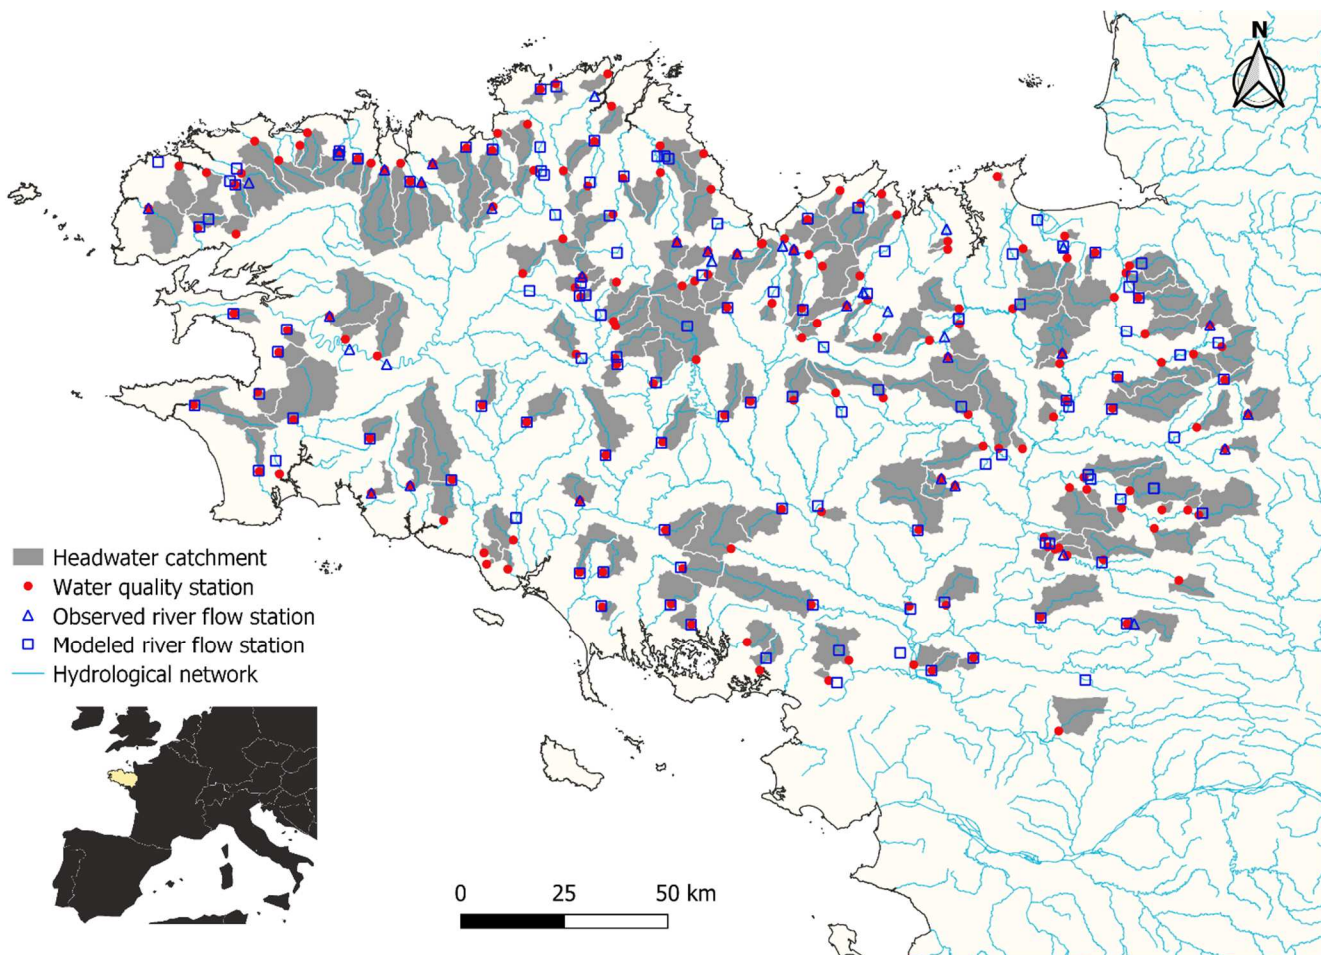 N
Headwater catchment
Water quality station
Observed river flow station
Modeled river flow station
Hydrological network
0 25 50 km